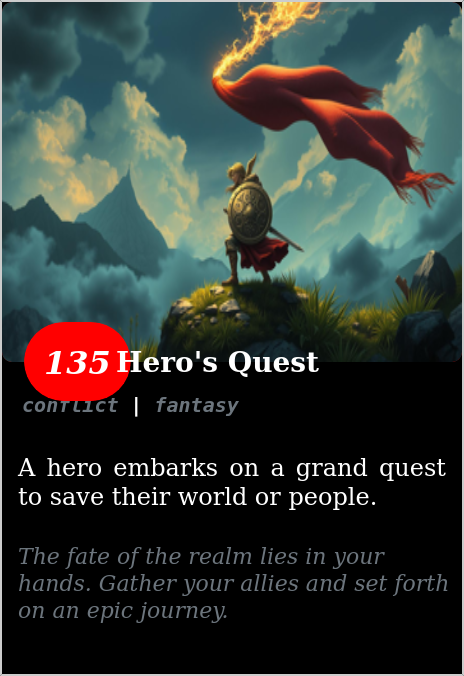 135 Hero's Quest
conflict | fantasy
A hero embarks on a grand quest
to save their world or people.
The fate of the realm lies in your
hands. Gather your allies and set forth
on an epic journey.